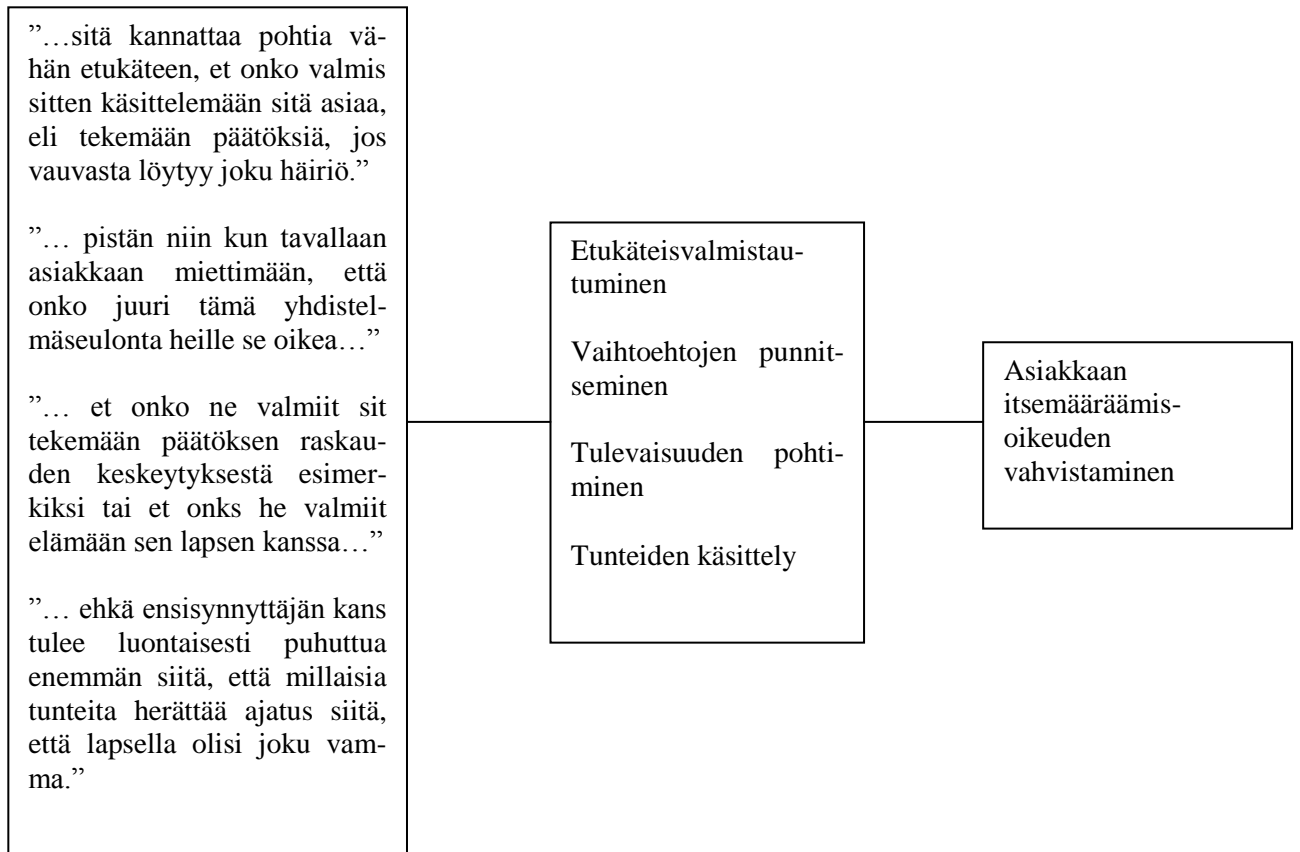 ”…sitä kannattaa pohtia vä-
hän etukäteen, et onko valmis
sitten käsittelemään sitä asiaa,
eli tekemään päätöksiä, jos
vauvasta löytyy joku häiriö.”
”… pistän niin kun tavallaan
asiakkaan miettimään, että
onko juuri tämä yhdistel-
mäseulonta heille se oikea…”
”… et onko ne valmiit sit
tekemään päätöksen raskau-
den keskeytyksestä esimer-
kiksi tai et onks he valmiit
elämään sen lapsen kanssa…”
”… ehkä ensisynnyttäjän kans
tulee luontaisesti puhuttua
enemmän siitä, että millaisia
tunteita herättää ajatus siitä,
että lapsella olisi joku vam-
ma.”
Etukäteisvalmistau-
tuminen
Vaihtoehtojen punnit-
seminen
Tulevaisuuden pohti-
minen
Tunteiden käsittely
Asiakkaan
itsemääräämis-
oikeuden
vahvistaminen